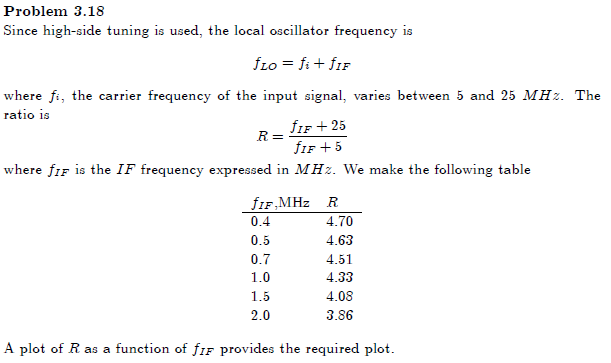 Problem 3.18
Since high-side tuning is used, the local oscillator frequency is
f_LO = f_i + f_IF
where f_i, the carrier frequency of the input signal, varies between 5 and 25 MHz. The
ratio is
R = \frac{f_IF + 25}{f_IF + 5}
where f_IF is the IF frequency expressed in MHz. We make the following table
f_IF,MHz R
0.4 4.70
0.5 4.63
0.7 4.51
1.0 4.33
1.5 4.08
2.0 3.86
A plot of R as a function of f_IF provides the required plot.